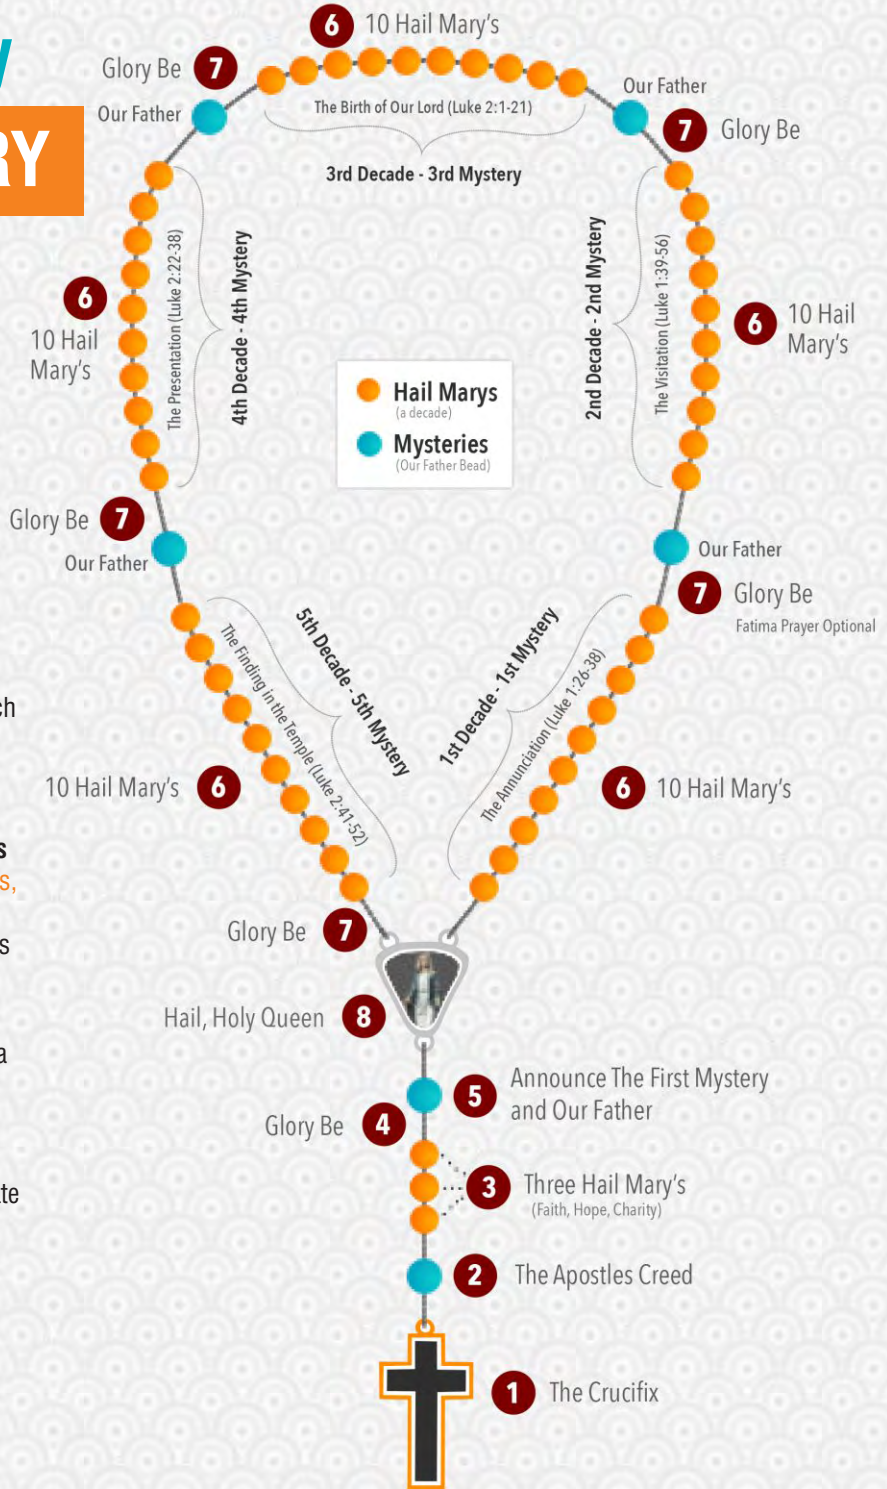 RY
6 10 Hail Mary's
Glory Be 7
Our Father
The Birth of Our Lord (Luke 2:1-21)
3rd Decade - 3rd Mystery
Our Father
7 Glory Be
6
10 Hail
Mary's
The Presentation (Luke 2:22-38)
4th Decade - 4th Mystery
Hail Marys
(a decade)
Mysteries
(Our Father Bead)
2nd Decade - 2nd Mystery
The Visitation (Luke 1:39-56)
6 10 Hail
Mary's
Glory Be 7
Our Father
Our Father
7 Glory Be
Fatima Prayer Optional
5th Decade - 5th Mystery
The Finding in the Temple (Luke 2:41-52)
1st Decade - 1st Mystery
The Annunciation (Luke 1:26-38)
ch
10 Hail Mary's 6
6 10 Hail Mary's
s
s,
s
a
te
Glory Be 7
Hail, Holy Queen 8
5 Announce The First Mystery
and Our Father
Glory Be 4
3 Three Hail Mary's
(Faith, Hope, Charity)
2 The Apostles Creed
1 The Crucifix